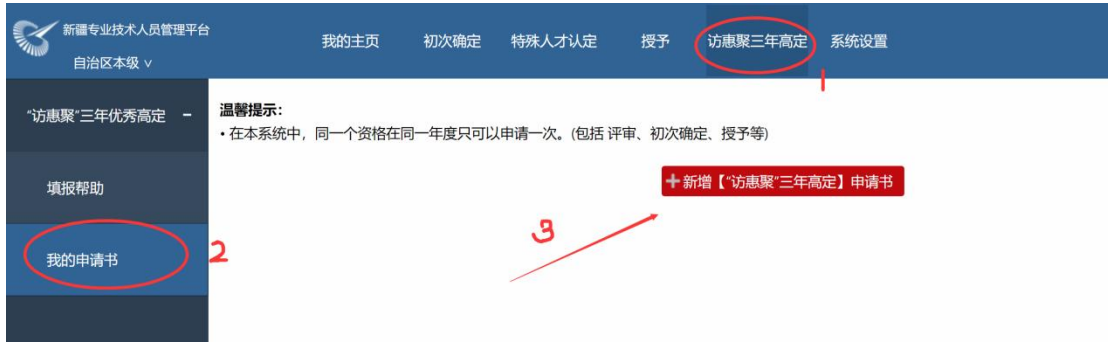 新疆专业技术人员管理平台
自治区本级 ∨
我的主页 初次确定 特殊人才认定 授予 访惠聚三年高定 系统设置
1
"访惠聚"三年优秀高定 −
温馨提示:
• 在本系统中，同一个资格在同一年度只可以申请一次。(包括 评审、初次确定、授予等)
填报帮助
+新增【"访惠聚"三年高定】申请书
3
我的申请书
2